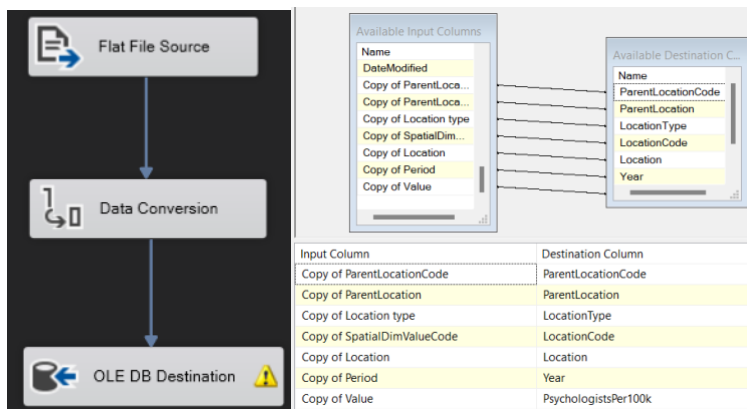 Flat File Source
Data Conversion
OLE DB Destination
Available Input Columns
Name
DateModified
Copy of ParentLoca...
Copy of ParentLoca...
Copy of Location type
Copy of SpatialDim...
Copy of Location
Copy of Period
Copy of Value
Available Destination C...
Name
ParentLocationCode
ParentLocation
LocationType
LocationCode
Location
Year
Input Column Destination Column
Copy of ParentLocationCode ParentLocationCode
Copy of ParentLocation ParentLocation
Copy of Location type LocationType
Copy of SpatialDimValueCode LocationCode
Copy of Location Location
Copy of Period Year
Copy of Value PsychologistsPer100k